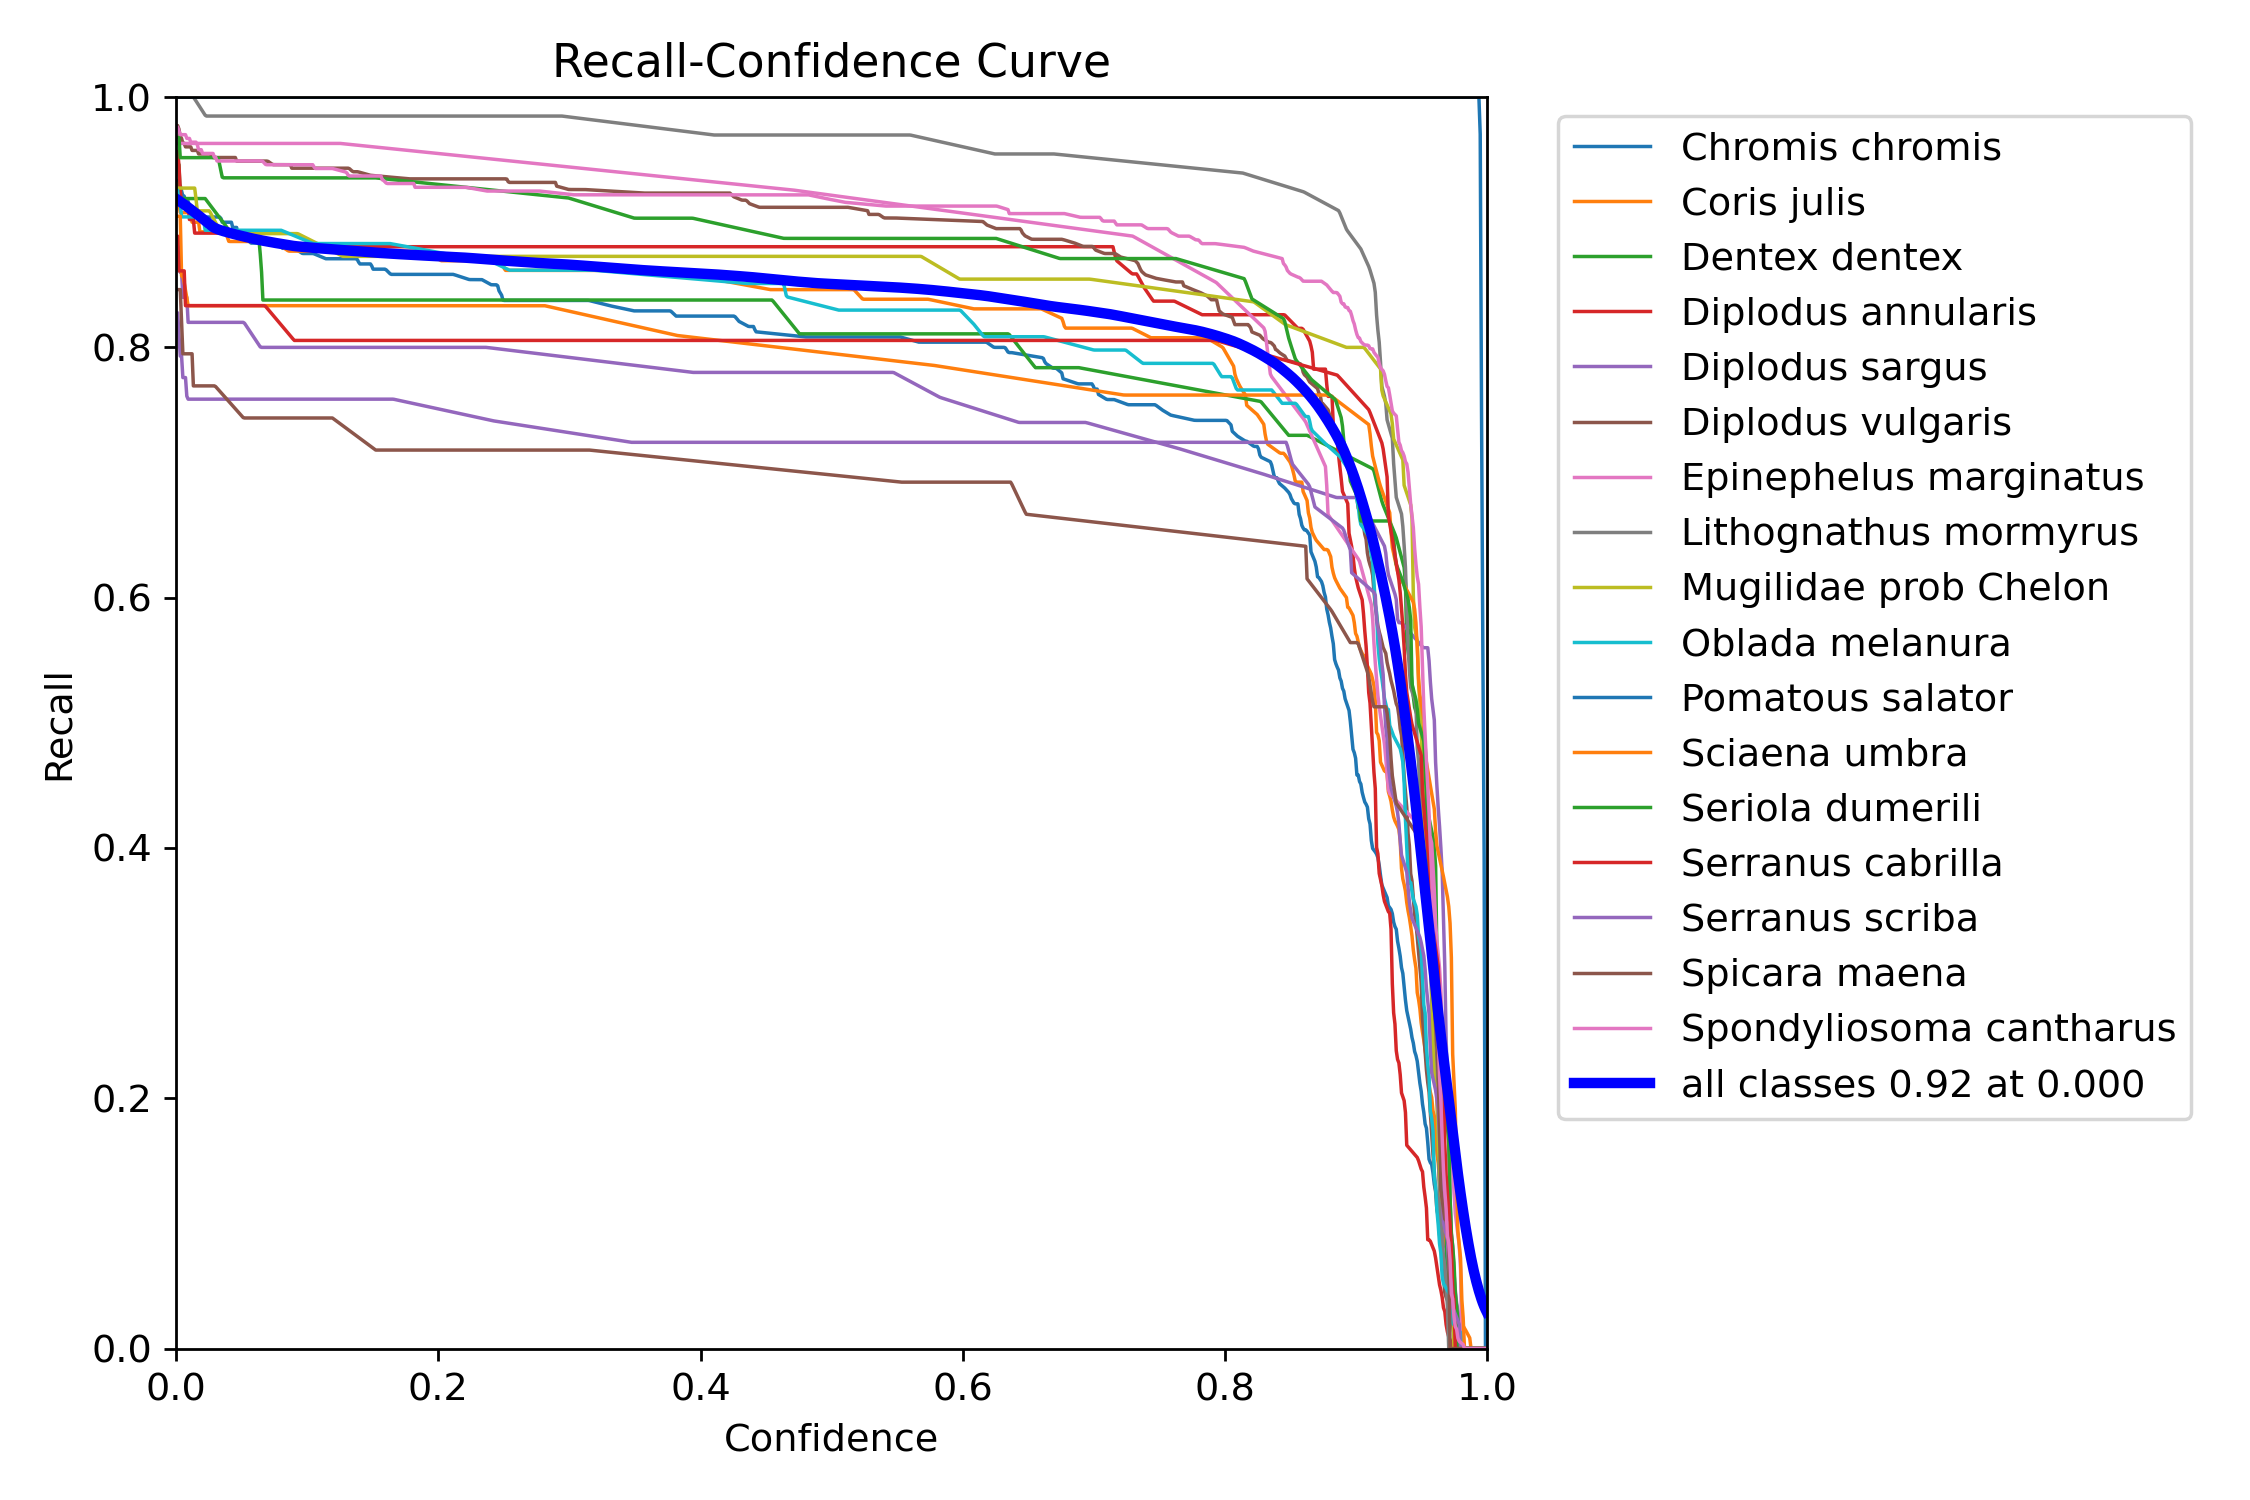 Recall-Confidence Curve
1.0
0.8
0.6
0.4
0.2
0.0
Recall
0.0 0.2 0.4 0.6 0.8 1.0
Confidence
Chromis chromis
Coris julis
Dentex dentex
Diplodus annularis
Diplodus sargus
Diplodus vulgaris
Epinephelus marginatus
Lithognathus mormyrus
Mugilidae prob Chelon
Oblada melanura
Pomatous salator
Sciaena umbra
Seriola dumerili
Serranus cabrilla
Serranus scriba
Spicara maena
Spondyliosoma cantharus
all classes 0.92 at 0.000